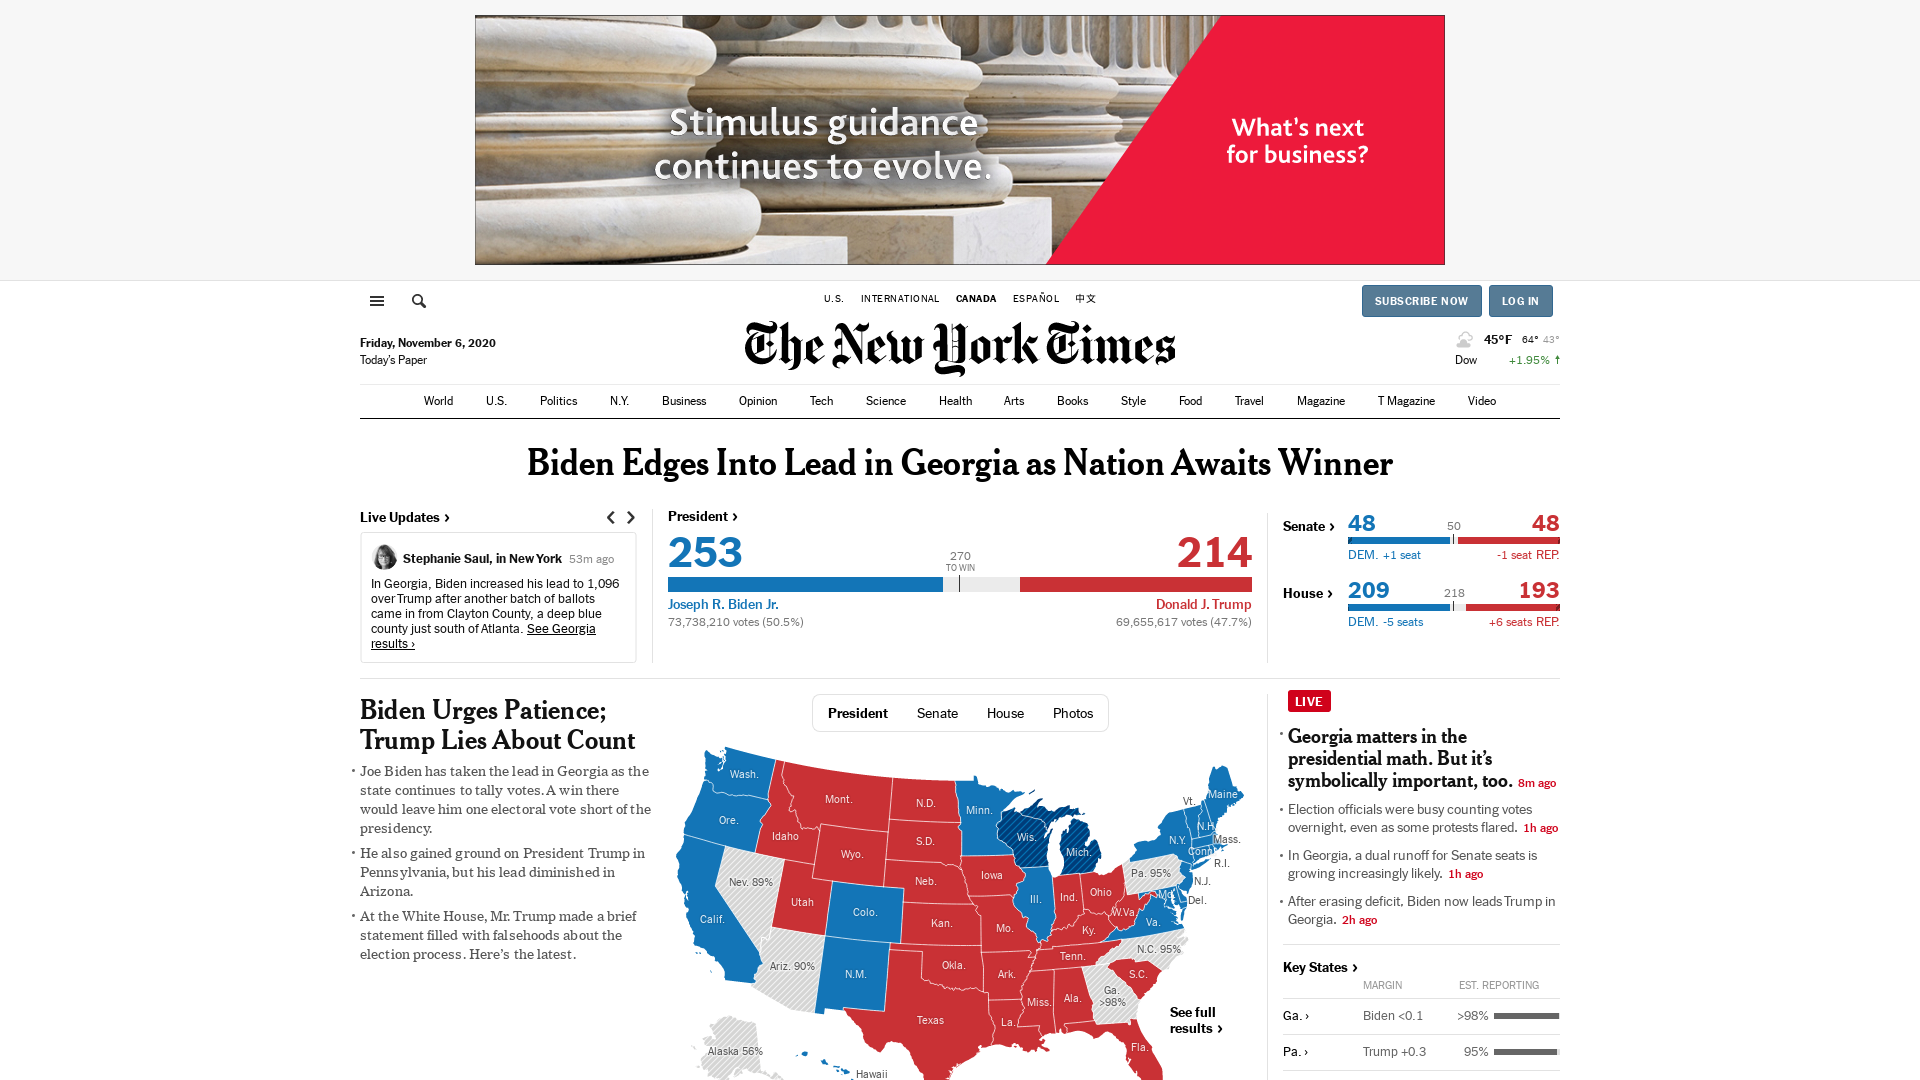 Stimulus guidance
continues to evolve.
What's next
for business?
U.S. INTERNATIONAL CANADA ESPAÑOL 中文
SUBSCRIBE NOW LOG IN
Friday, November 6, 2020
Today's Paper
The New York Times
45°F 64° 43°
Dow +1.95% ↑
World U.S. Politics N.Y. Business Opinion Tech Science Health Arts Books Style Food Travel Magazine T Magazine Video
Biden Edges Into Lead in Georgia as Nation Awaits Winner
Live Updates ›
Stephanie Saul, in New York 53m ago
In Georgia, Biden increased his lead to 1,096
over Trump after another batch of ballots
came in from Clayton County, a deep blue
county just south of Atlanta. See Georgia
results ›
President ›
253 214
270
TO WIN
Joseph R. Biden Jr. Donald J. Trump
73,738,210 votes (50.5%) 69,655,617 votes (47.7%)
Senate › 48 50 48
DEM. +1 seat -1 seat REP.
House › 209 218 193
DEM. -5 seats +6 seats REP.
Biden Urges Patience;
Trump Lies About Count
• Joe Biden has taken the lead in Georgia as the
state continues to tally votes. A win there
would leave him one electoral vote short of the
presidency.
• He also gained ground on President Trump in
Pennsylvania, but his lead diminished in
Arizona.
• At the White House, Mr. Trump made a brief
statement filled with falsehoods about the
election process. Here's the latest.
President Senate House Photos
Wash.
Mont.
N.D.
Minn.
Vt.
Maine
Ore.
Idaho
S.D.
Wis.
N.H.
N.Y.
Mass.
Wyo.
Mich.
Conn.
R.I.
Nev. 89%
Neb.
Iowa
Pa. 95%
N.J.
Utah
Colo.
Ill.
Ind.
Ohio
Md.
Del.
Calif.
Kan.
Mo.
W.Va.
Va.
Ky.
N.C. 95%
Ariz. 90%
N.M.
Okla.
Ark.
Tenn.
S.C.
Miss.
Ala.
Ga.
>98%
Texas
La.
Fla.
Alaska 56%
Hawaii
See full
results ›
LIVE
• Georgia matters in the
presidential math. But it's
symbolically important, too. 8m ago
• Election officials were busy counting votes
overnight, even as some protests flared. 1h ago
• In Georgia, a dual runoff for Senate seats is
growing increasingly likely. 1h ago
• After erasing deficit, Biden now leads Trump in
Georgia. 2h ago
Key States ›
MARGIN EST. REPORTING
Ga. › Biden <0.1 >98%
Pa. › Trump +0.3 95%